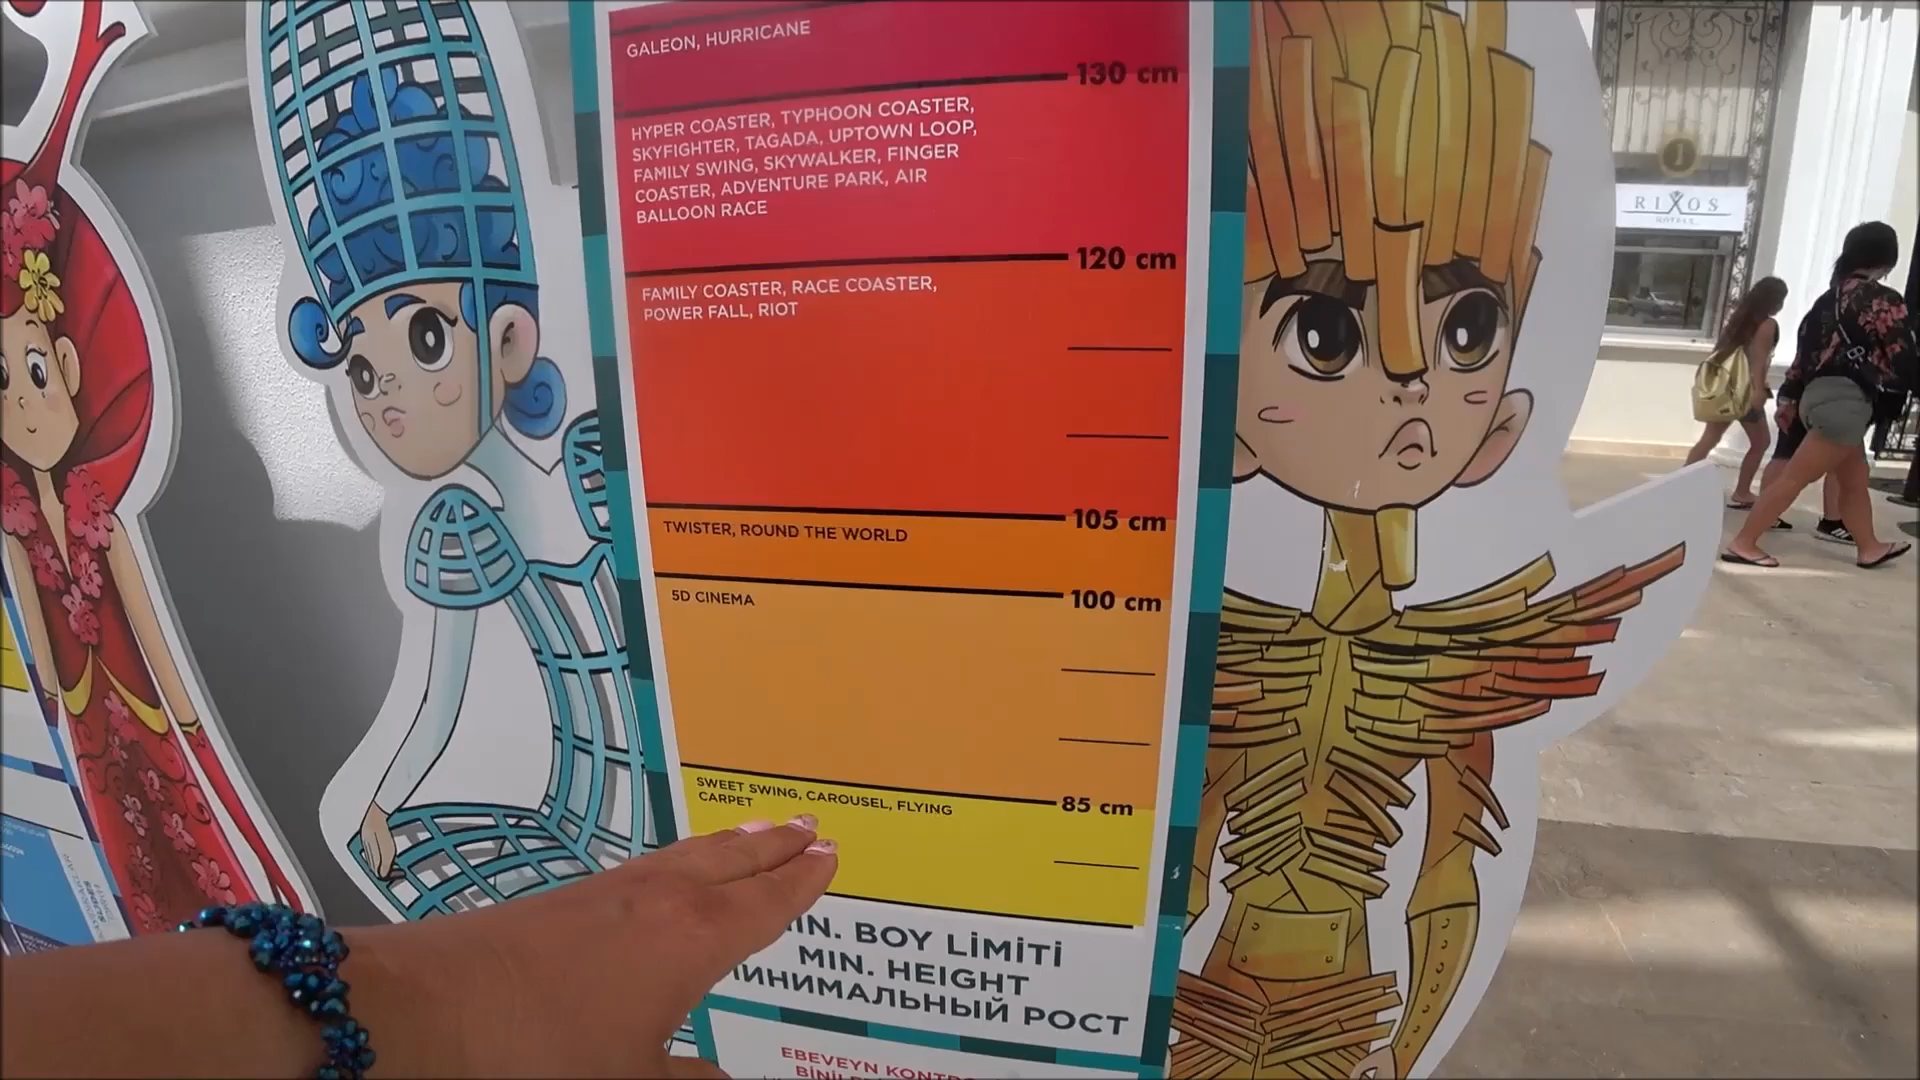 GALEON, HURRICANE
130 cm
HYPER COASTER, TYPHOON COASTER,
SKYFIGHTER, TAGADA, UPTOWN LOOP,
FAMILY SWING, SKYWALKER, FINGER
COASTER, ADVENTURE PARK, AIR
BALLOON RACE
120 cm
FAMILY COASTER, RACE COASTER,
POWER FALL, RIOT
105 cm
TWISTER, ROUND THE WORLD
100 cm
5D CINEMA
85 cm
SWEET SWING, CAROUSEL, FLYING
CARPET
BOY LİMİTİ
MIN. HEIGHT
МИНИМАЛЬНЫЙ РОСТ
EBEVEYN
RIXOS
HOTELS